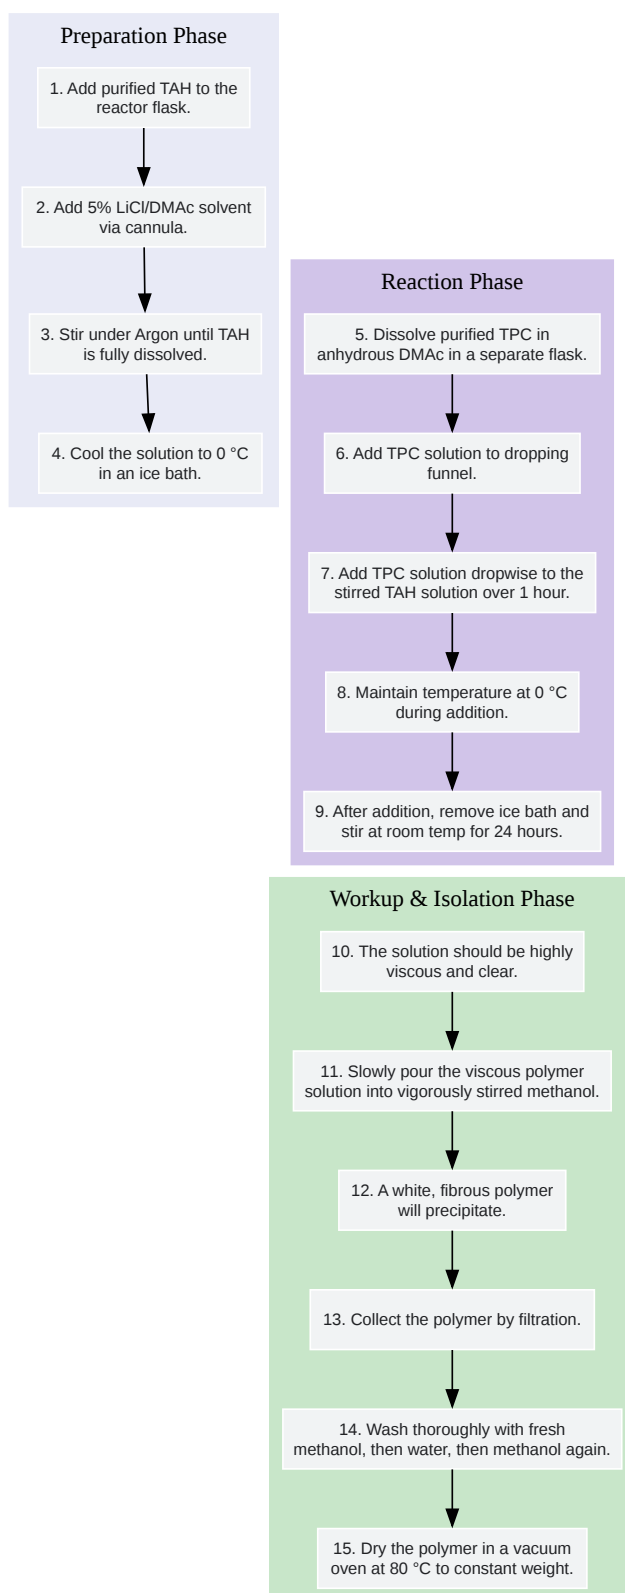 Preparation Phase
1. Add purified TAH to the
reactor flask.
2. Add 5% LiCl/DMAc solvent
via cannula.
3. Stir under Argon until TAH
is fully dissolved.
4. Cool the solution to 0 °C
in an ice bath.
Reaction Phase
5. Dissolve purified TPC in
anhydrous DMAc in a separate flask.
6. Add TPC solution to dropping
funnel.
7. Add TPC solution dropwise to the
stirred TAH solution over 1 hour.
8. Maintain temperature at 0 °C
during addition.
9. After addition, remove ice bath and
stir at room temp for 24 hours.
Workup & Isolation Phase
10. The solution should be highly
viscous and clear.
11. Slowly pour the viscous polymer
solution into vigorously stirred methanol.
12. A white, fibrous polymer
will precipitate.
13. Collect the polymer by filtration.
14. Wash thoroughly with fresh
methanol, then water, then methanol again.
15. Dry the polymer in a vacuum
oven at 80 °C to constant weight.